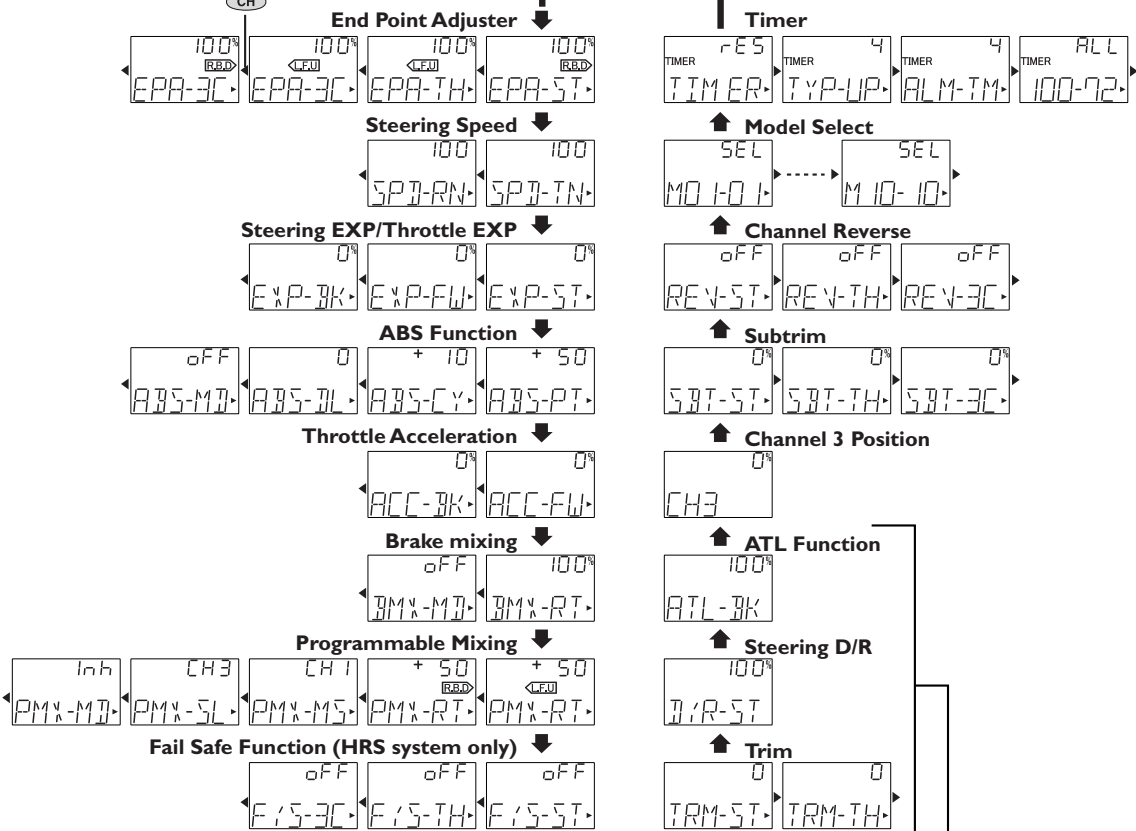 CH
End Point Adjuster
100% 100% 100% 100%
R.B.D L.F.U L.F.U R.B.D
EPA-3C EPA-3C EPA-TH EPA-ST
Steering Speed
100 100
SPD-RN SPD-TN
Steering EXP/Throttle EXP
0% 0% 0%
EXP-BK EXP-FW EXP-ST
ABS Function
oFF 0 + 10 + 50
ABS-MD ABS-DL ABS-CY ABS-PT
Throttle Acceleration
0% 0%
ACC-BK ACC-FW
Brake mixing
oFF 100%
BMX-MD BMX-RT
Programmable Mixing
Inh CH3 CH1 + 50 + 50
R.B.D L.F.U
PMX-MD PMX-SL PMX-MS PMX-RT PMX-RT
Fail Safe Function (HRS system only)
oFF oFF oFF
F/S-3C F/S-TH F/S-ST
Timer
rES 4 4 ALL
TIMER TIMER TIMER TIMER
TIMER TYP-UP ALM-TM 100-72
Model Select
SEL SEL
M01-01 M10-10
Channel Reverse
oFF oFF oFF
REV-ST REV-TH REV-3C
Subtrim
0% 0% 0%
SBT-ST SBT-TH SBT-3C
Channel 3 Position
0%
CH3
ATL Function
100%
ATL-BK
Steering D/R
100%
D/R-ST
Trim
0 0
TRM-ST TRM-TH